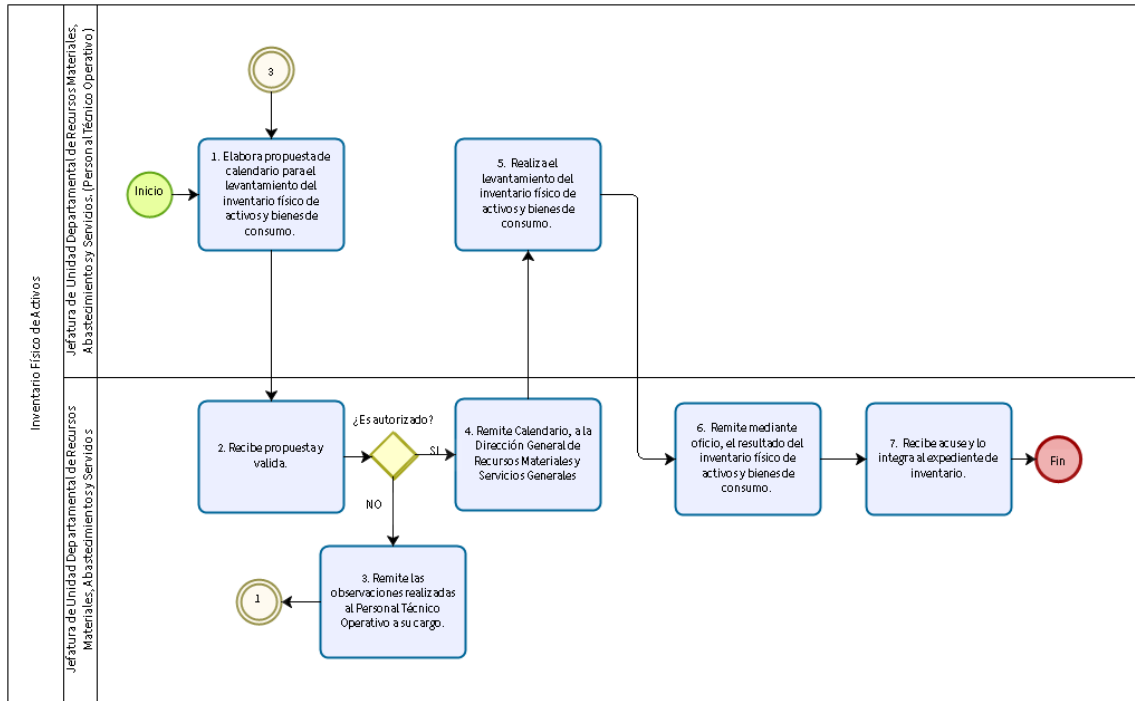 Inventario Físico de Activos
Jefatura de Unidad Departamental de Recursos Materiales,
Abastecimiento y Servicios. (Personal Técnico Operativo)
3
Inicio
1. Elabora propuesta de
calendario para el
levantamiento del
inventario físico de
activos y bienes de
consumo.
5. Realiza el
levantamiento del
inventario físico de
activos y bienes de
consumo.
Jefatura de Unidad Departamental de Recursos
Materiales, Abastecimientos y Servicios
2. Recibe propuesta y
valida.
¿Es autorizado?
SI
NO
4. Remite Calendario, a la
Dirección General de
Recursos Materiales y
Servicios Generales
6. Remite mediante
oficio, el resultado del
inventario físico de
activos y bienes de
consumo.
7. Recibe acuse y lo
integra al expediente de
inventario.
Fin
3. Remite las
observaciones realizadas
al Personal Técnico
Operativo a su cargo.
1